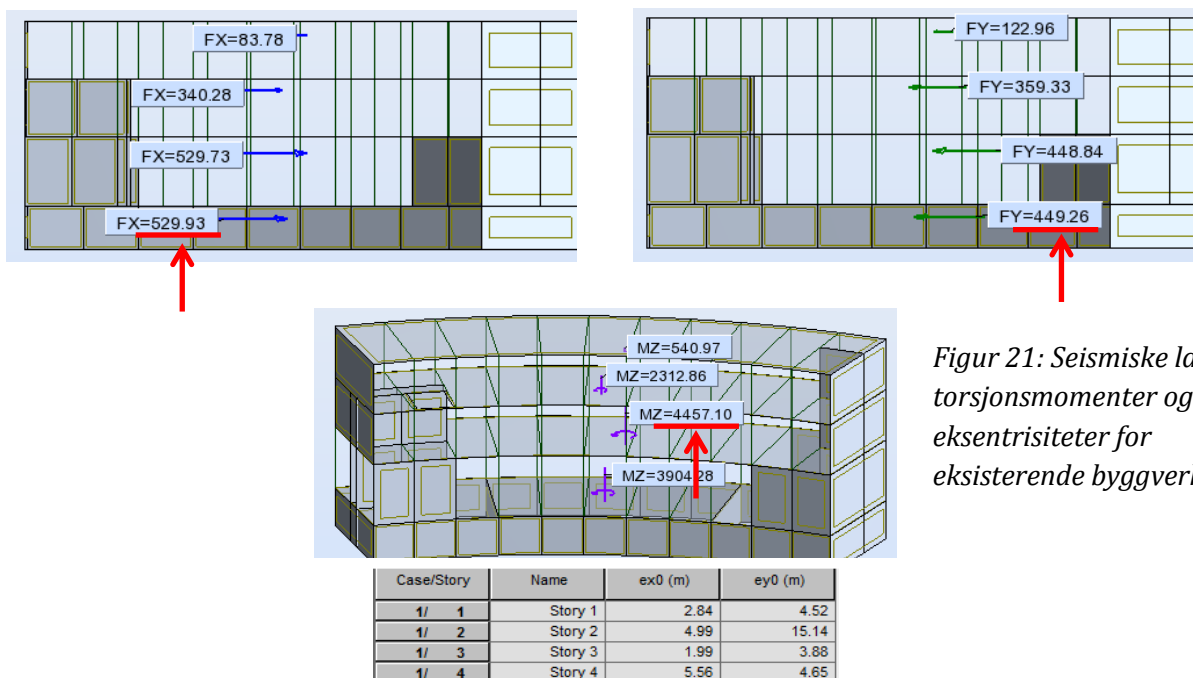 FX=83.78
FX=340.28
FX=529.73
FX=529.93
FY=122.96
FY=359.33
FY=448.84
FY=449.26
MZ=540.97
MZ=2312.86
MZ=4457.10
MZ=3904.28
Figur 21: Seismiske
torsjonsmomenter og
eksentrisiteter for
eksisterende
Case/Story Name ex0 (m) ey0 (m)
1/ 1 Story 1 2.84 4.52
1/ 2 Story 2 4.99 15.14
1/ 3 Story 3 1.99 3.88
1/ 4 Story 4 5.56 4.65